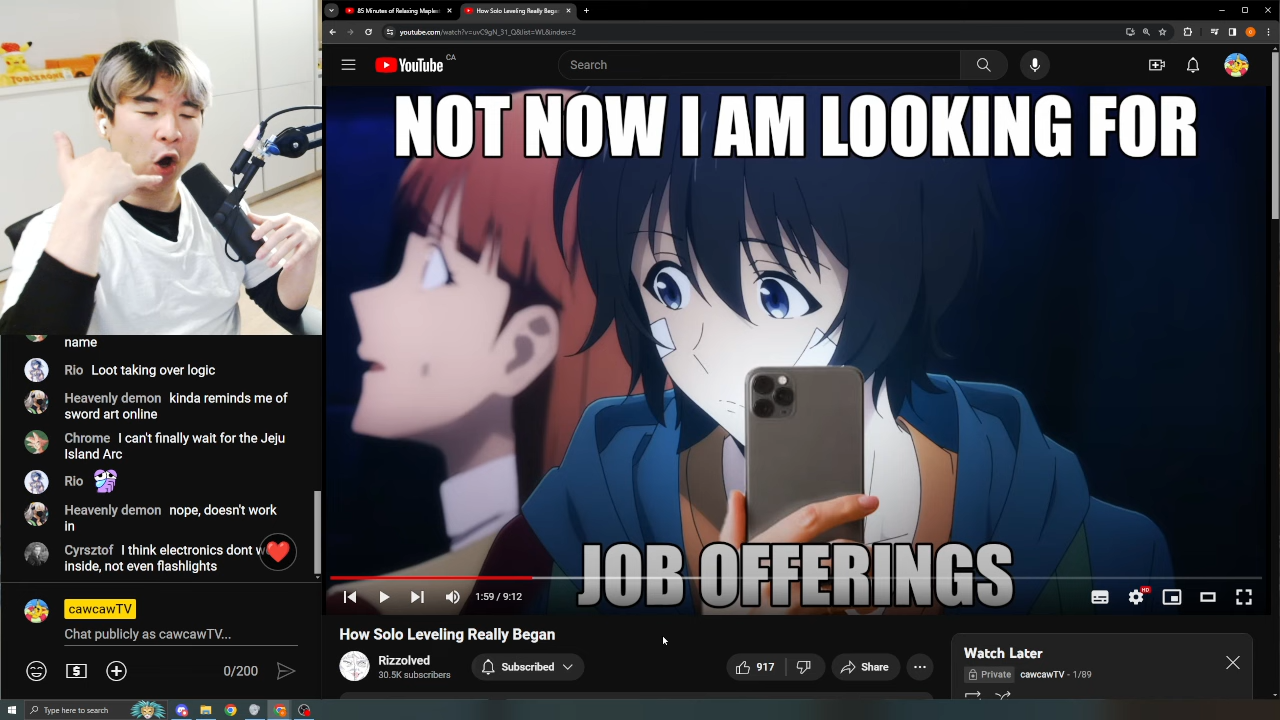 85 Minutes of Relaxing Maples
How Solo Leveling Really Began
youtube.com/watch?v=uvC9gN_31_Q&list=WL&index=2
YouTube CA
Search
NOT NOW I AM LOOKING FOR
JOB OFFERINGS
1:59 / 9:12
HD
How Solo Leveling Really Began
Rizzolved
30.5K subscribers
Subscribed
917
Share
Watch Later
Private cawcawTV - 1/89
name
Rio Loot taking over logic
Heavenly demon kinda reminds me of
sword art online
Chrome I can't finally wait for the Jeju
Island Arc
Rio
Heavenly demon nope, doesn't work
in
Cyrsztof I think electronics dont w
inside, not even flashlights
cawcawTV
Chat publicly as cawcawTV...
0/200
Type here to search